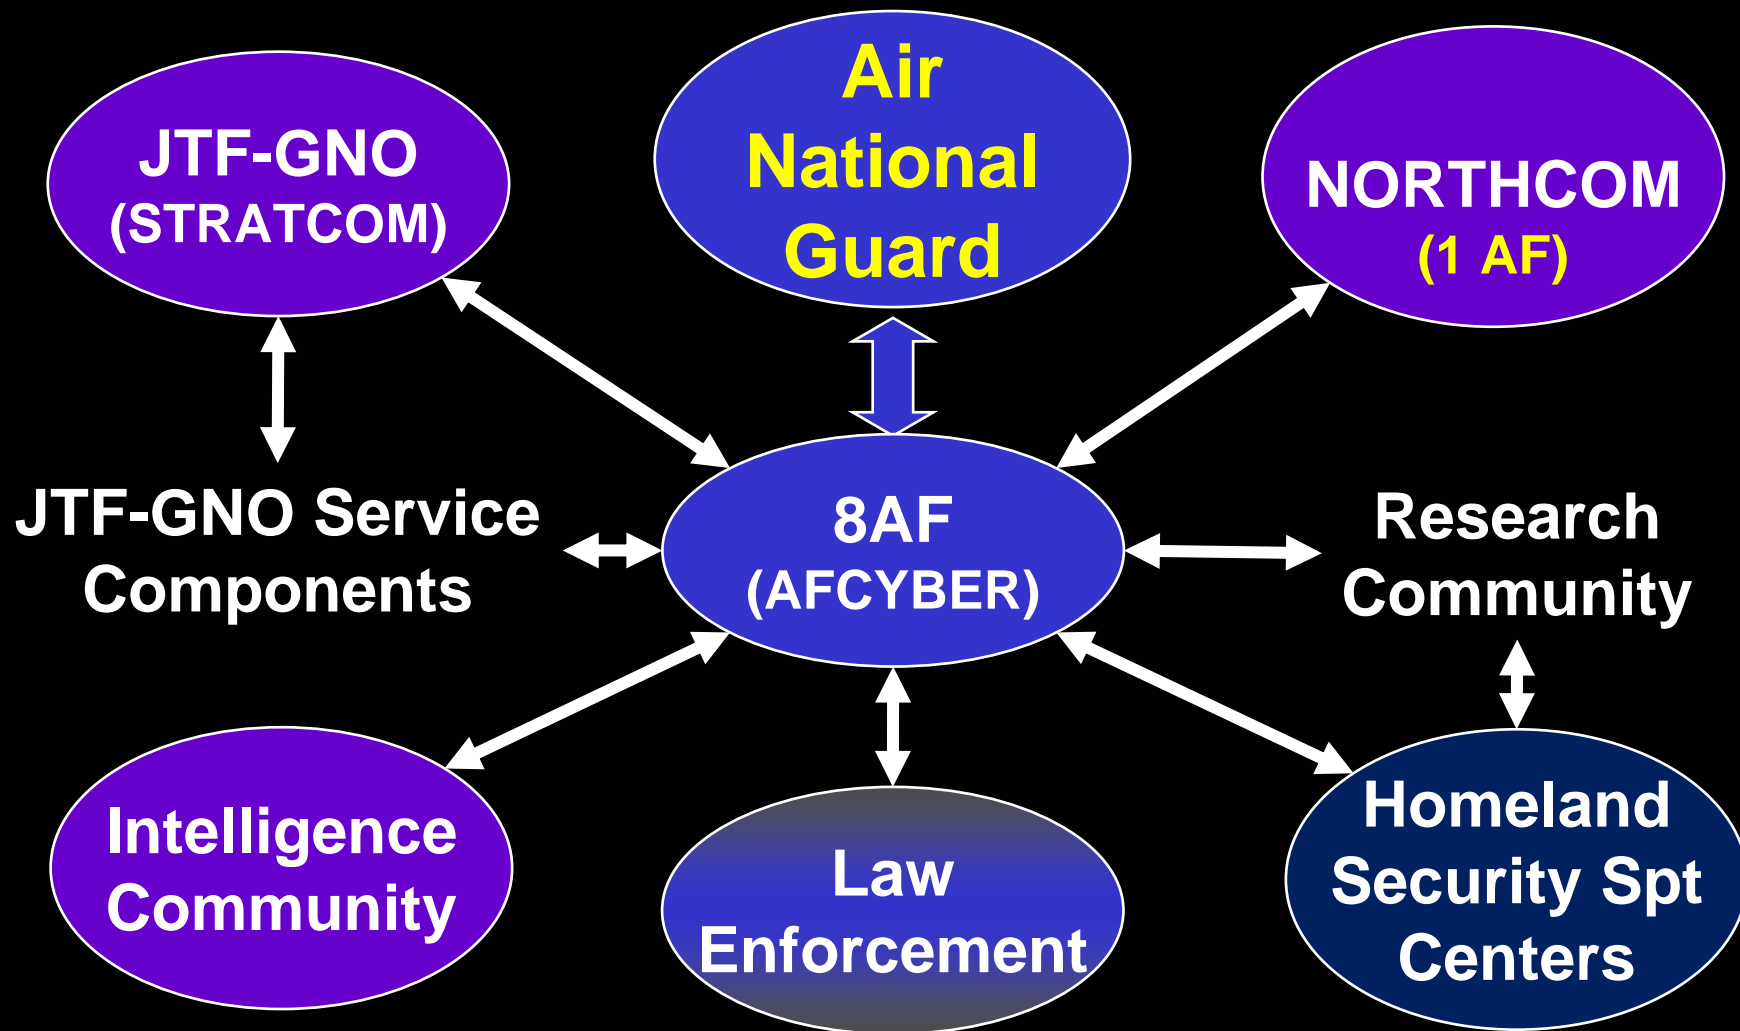 JTF-GNO
(STRATCOM)
Air
National
Guard
NORTHCOM
(1 AF)
JTF-GNO Service
Components
8AF
(AFCYBER)
Research
Community
Intelligence
Community
Law
Enforcement
Homeland
Security Spt
Centers